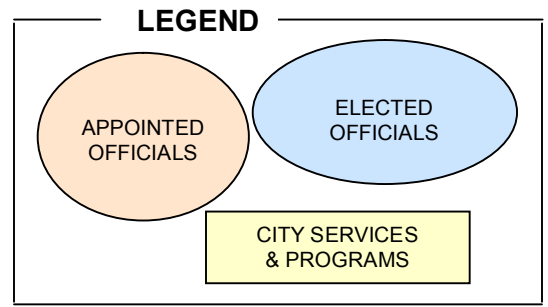 LEGEND
APPOINTED
OFFICIALS
ELECTED
OFFICIALS
CITY SERVICES
& PROGRAMS